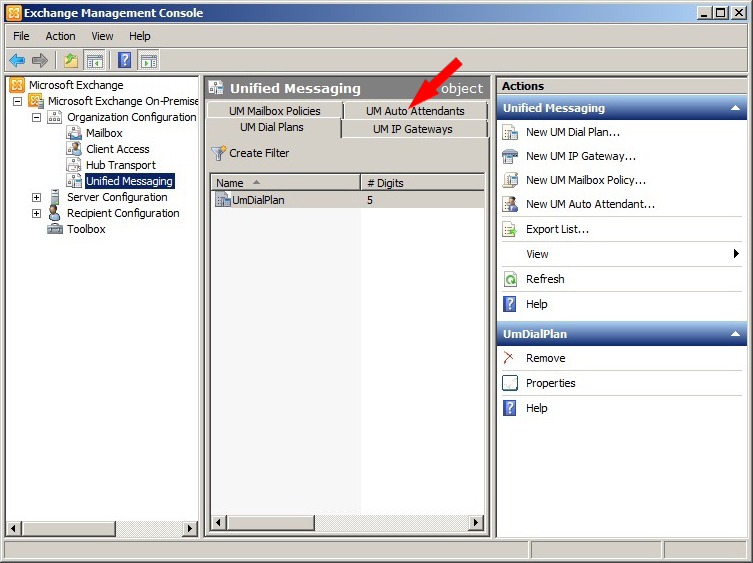 Exchange Management Console
File Action View Help
Microsoft Exchange
Microsoft Exchange On-Premise
Organization Configuration
Mailbox
Client Access
Hub Transport
Unified Messaging
Server Configuration
Recipient Configuration
Toolbox
Unified Messaging object
UM Mailbox Policies UM Auto Attendants
UM Dial Plans UM IP Gateways
Create Filter
Name # Digits
UmDialPlan 5
Actions
Unified Messaging
New UM Dial Plan...
New UM IP Gateway...
New UM Mailbox Policy...
New UM Auto Attendant...
Export List...
View
Refresh
Help
UmDialPlan
Remove
Properties
Help